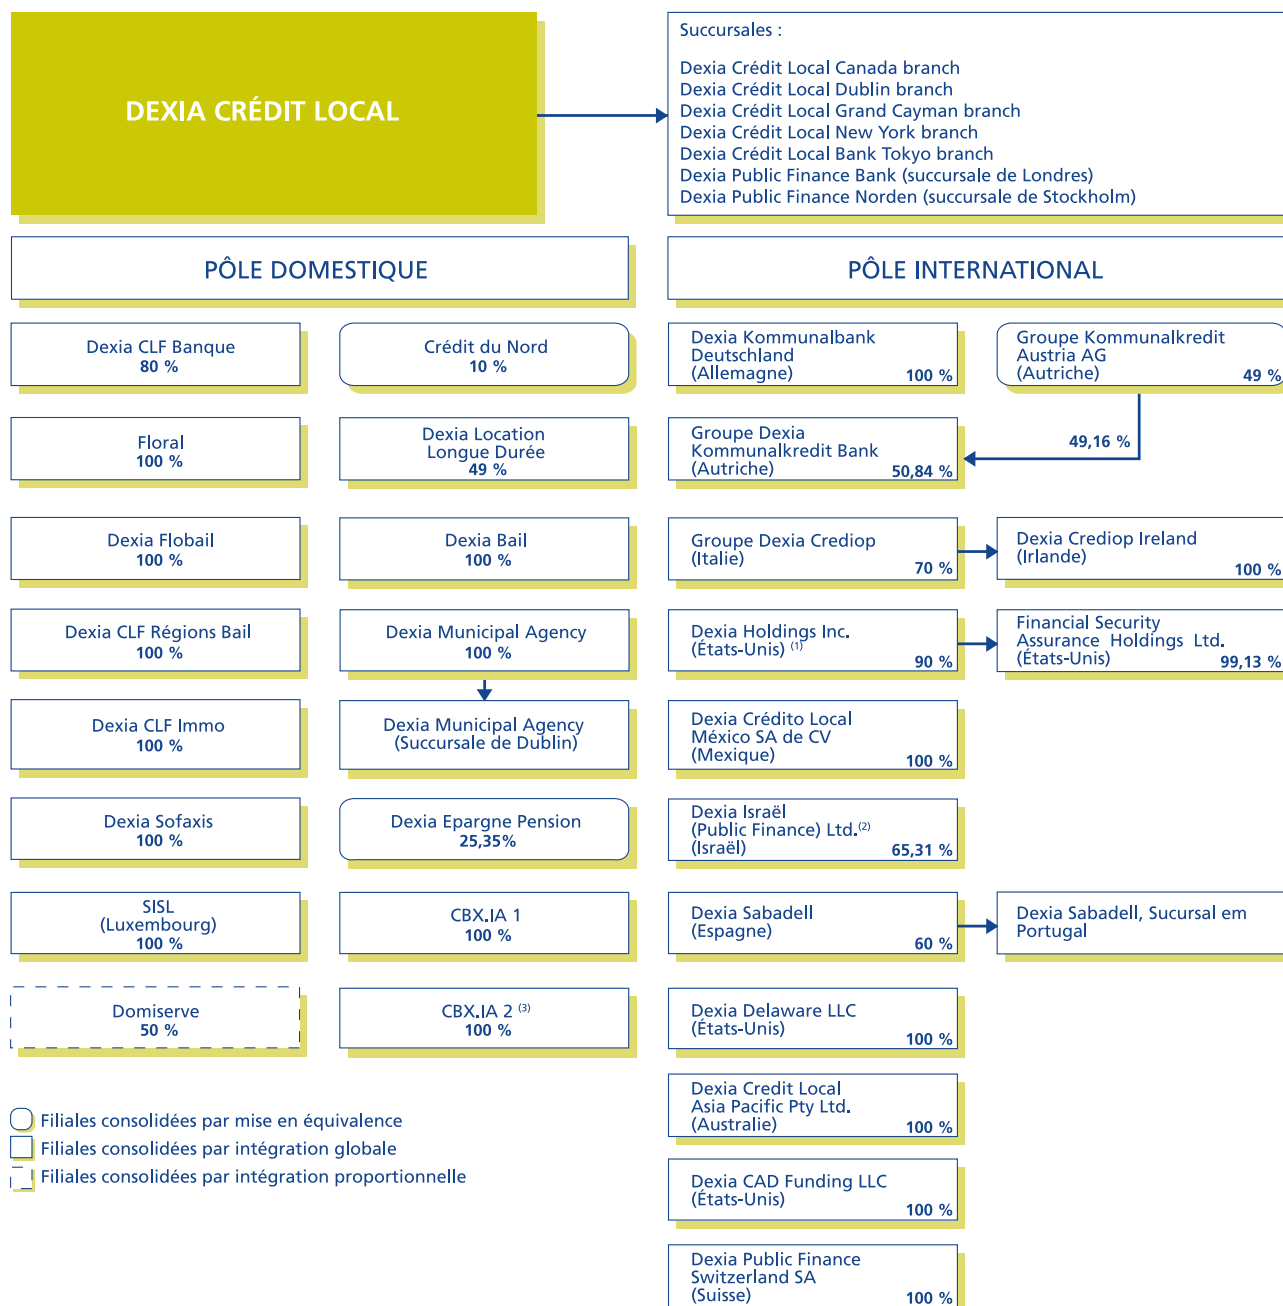 DEXIA CRÉDIT LOCAL
Succursales :
Dexia Crédit Local Canada branch
Dexia Crédit Local Dublin branch
Dexia Crédit Local Grand Cayman branch
Dexia Crédit Local New York branch
Dexia Crédit Local Bank Tokyo branch
Dexia Public Finance Bank (succursale de Londres)
Dexia Public Finance Norden (succursale de Stockholm)
PÔLE DOMESTIQUE
Dexia CLF Banque
80 %
Crédit du Nord
10 %
Floral
100 %
Dexia Location
Longue Durée
49 %
Dexia Flobail
100 %
Dexia Bail
100 %
Dexia CLF Régions Bail
100 %
Dexia Municipal Agency
100 %
Dexia CLF Immo
100 %
Dexia Municipal Agency
(Succursale de Dublin)
Dexia Sofaxis
100 %
Dexia Epargne Pension
25,35%
SISL
(Luxembourg)
100 %
CBX.IA 1
100 %
Domiserve
50 %
CBX.IA 2 (3)
100 %
PÔLE INTERNATIONAL
Dexia Kommunalbank
Deutschland
(Allemagne) 100 %
Groupe Kommunalkredit
Austria AG
(Autriche) 49 %
49,16 %
Groupe Dexia
Kommunalkredit Bank
(Autriche) 50,84 %
Groupe Dexia Crediop
(Italie) 70 %
Dexia Crediop Ireland
(Irlande) 100 %
Dexia Holdings Inc.
(États-Unis) (1) 90 %
Financial Security
Assurance Holdings Ltd.
(États-Unis) 99,13 %
Dexia Crédito Local
México SA de CV
(Mexique) 100 %
Dexia Israël
(Public Finance) Ltd.(2)
(Israël) 65,31 %
Dexia Sabadell
(Espagne) 60 %
Dexia Sabadell, Sucursal em
Portugal
Dexia Delaware LLC
(États-Unis)
100 %
Dexia Credit Local
Asia Pacific Pty Ltd.
(Australie) 100 %
Dexia CAD Funding LLC
(États-Unis)
100 %
Dexia Public Finance
Switzerland SA
(Suisse) 100 %
Filiales consolidées par mise en équivalence
Filiales consolidées par intégration globale
Filiales consolidées par intégration proportionnelle